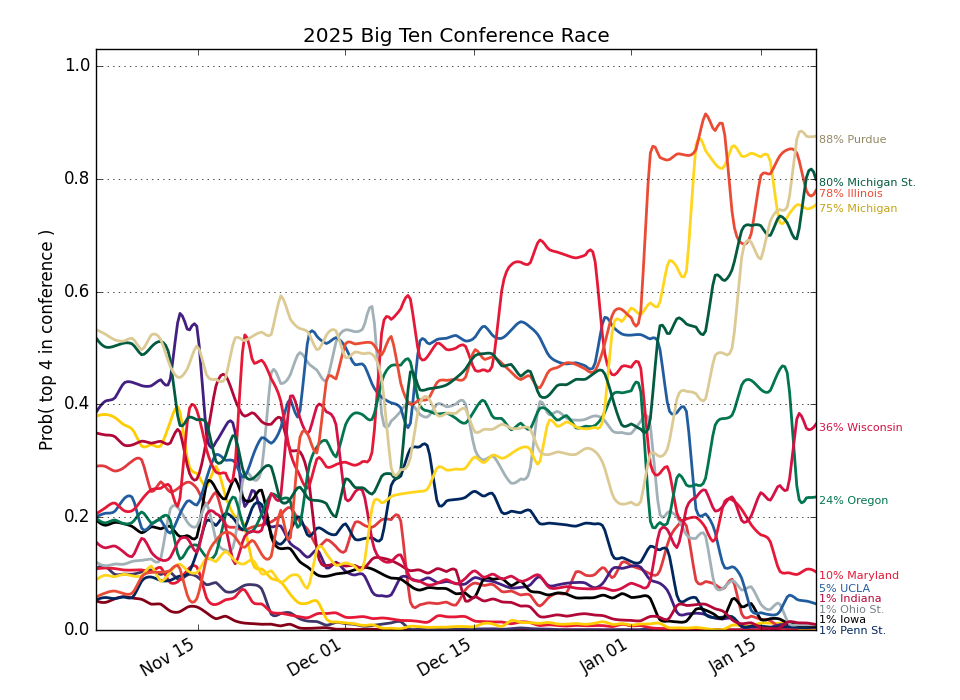 2025 Big Ten Conference Race
Prob( top 4 in conference )
1.0
0.8
0.6
0.4
0.2
0.0
Nov 15
Dec 01
Dec 15
Jan 01
Jan 15
88% Purdue
80% Michigan St.
78% Illinois
75% Michigan
36% Wisconsin
24% Oregon
10% Maryland
5% UCLA
1% Indiana
1% Ohio St.
1% Iowa
1% Penn St.